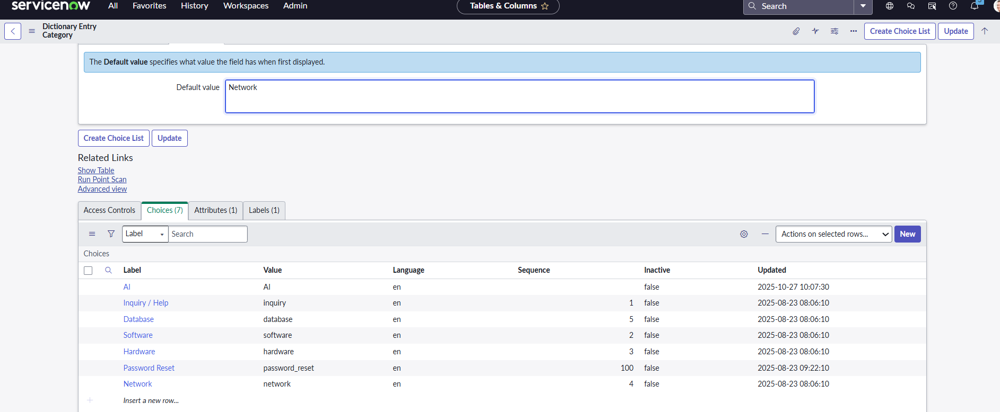 servicenow All Favorites History Workspaces Admin Tables & Columns Search
Dictionary Entry
Category
Create Choice List Update
The Default value specifies what value the field has when first displayed.
Default value Network
Create Choice List Update
Related Links
Show Table
Run Point Scan
Advanced view
Access Controls Choices (7) Attributes (1) Labels (1)
Label Search Actions on selected rows... New
Choices
Label Value Language Sequence Inactive Updated
AI AI en false 2025-10-27 10:07:30
Inquiry / Help inquiry en 1 false 2025-08-23 08:06:10
Database database en 5 false 2025-08-23 08:06:10
Software software en 2 false 2025-08-23 08:06:10
Hardware hardware en 3 false 2025-08-23 08:06:10
Password Reset password_reset en 100 false 2025-08-23 09:22:10
Network network en 4 false 2025-08-23 08:06:10
Insert a new row...